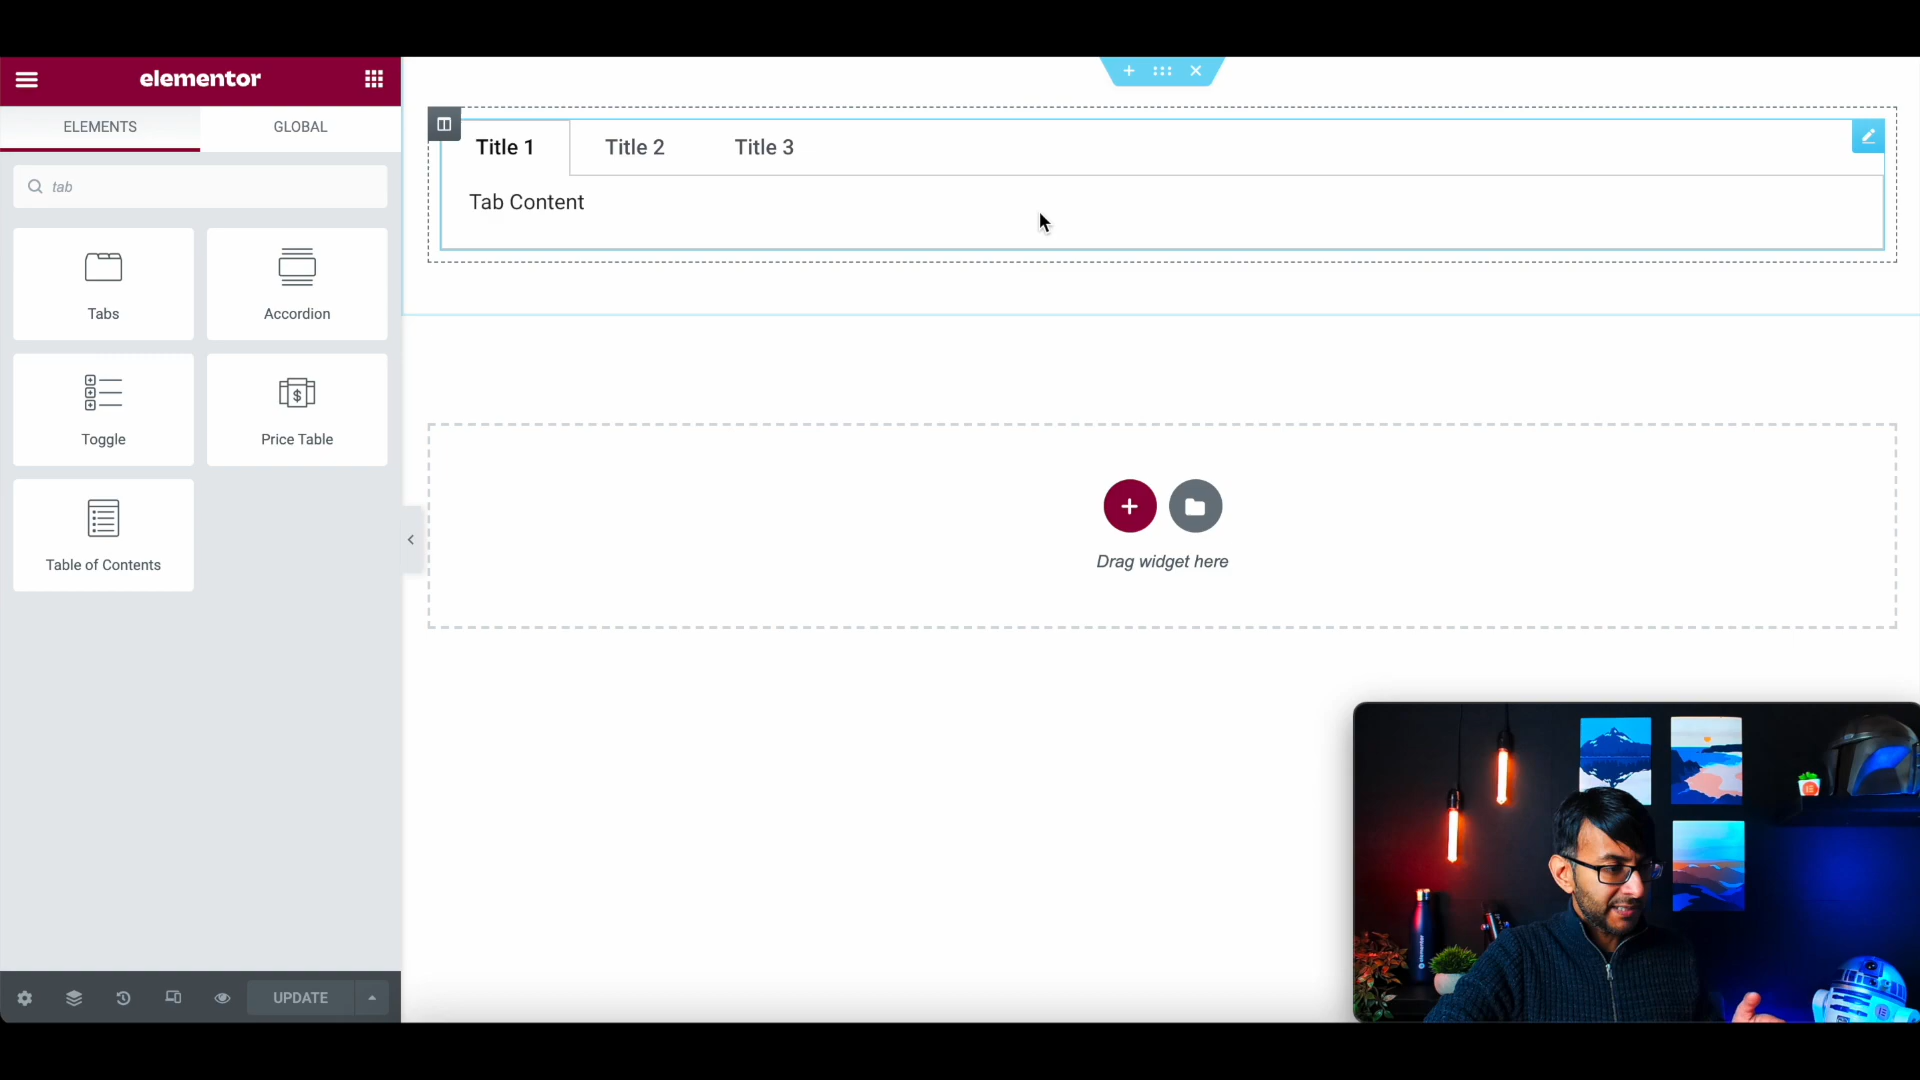 elementor
ELEMENTS
GLOBAL
tab
Tabs
Accordion
Toggle
Price Table
Table of Contents
UPDATE
Title 1
Title 2
Title 3
Tab Content
Drag widget here
elementor